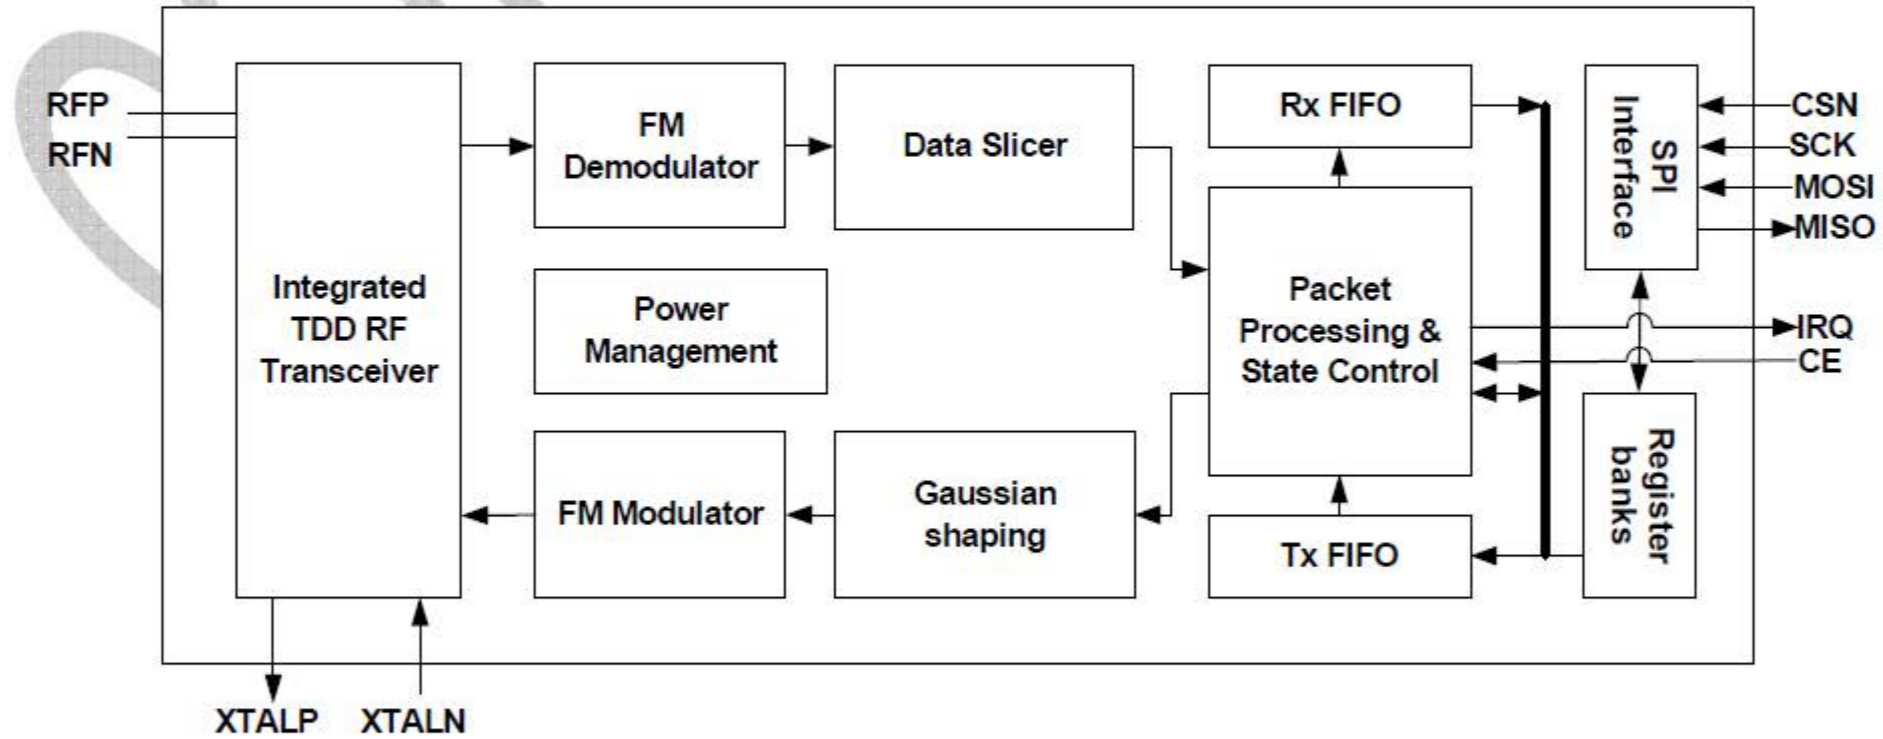 RFP
RFN
Integrated
TDD RF
Transceiver
FM
Demodulator
Data Slicer
Rx FIFO
SPI
Interface
CSN
SCK
MOSI
MISO
Power
Management
Packet
Processing &
State Control
IRQ
CE
FM Modulator
Gaussian
shaping
Tx FIFO
Register
banks
XTALP
XTALN